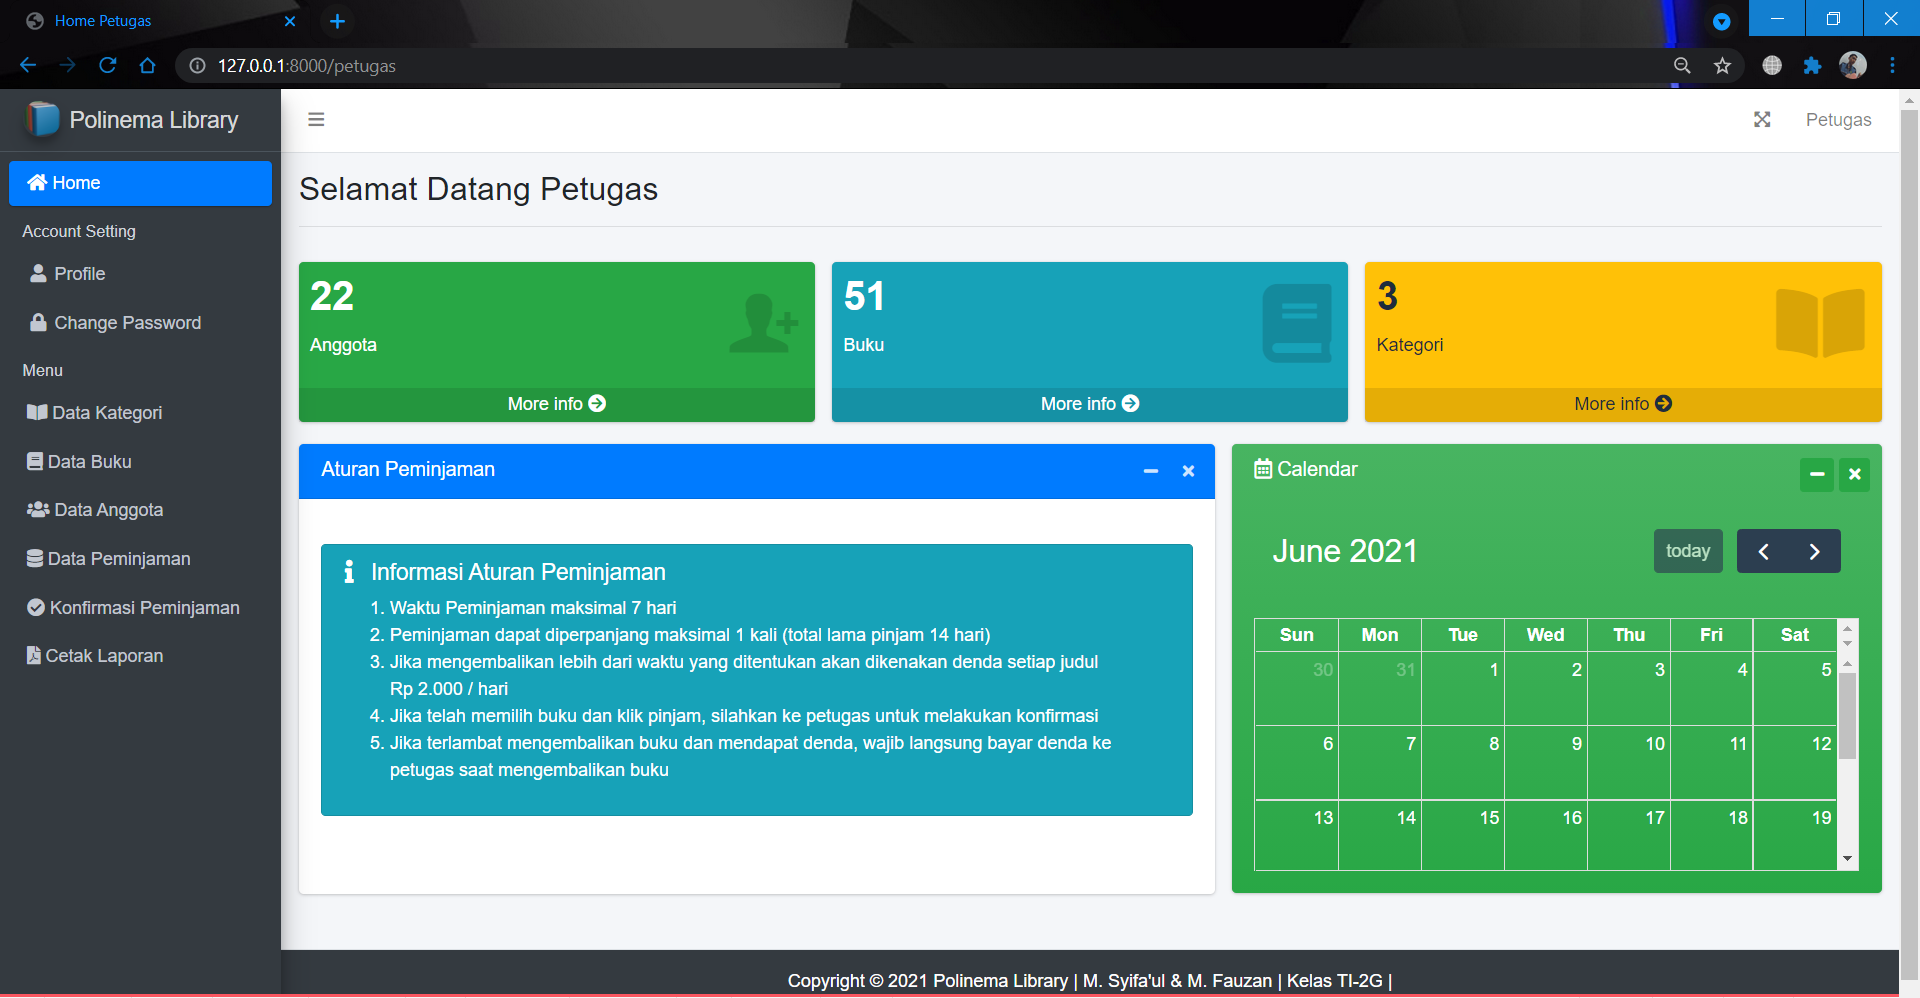 Home Petugas
127.0.0.1:8000/petugas
Polinema Library
Petugas
Home
Account Setting
Profile
Change Password
Menu
Data Kategori
Data Buku
Data Anggota
Data Peminjaman
Konfirmasi Peminjaman
Cetak Laporan
Selamat Datang Petugas
22
Anggota
More info
51
Buku
More info
3
Kategori
More info
Aturan Peminjaman
Informasi Aturan Peminjaman
1. Waktu Peminjaman maksimal 7 hari
2. Peminjaman dapat diperpanjang maksimal 1 kali (total lama pinjam 14 hari)
3. Jika mengembalikan lebih dari waktu yang ditentukan akan dikenakan denda setiap judul
Rp 2.000 / hari
4. Jika telah memilih buku dan klik pinjam, silahkan ke petugas untuk melakukan konfirmasi
5. Jika terlambat mengembalikan buku dan mendapat denda, wajib langsung bayar denda ke
petugas saat mengembalikan buku
Calendar
June 2021
today
Sun Mon Tue Wed Thu Fri Sat
30 31 1 2 3 4 5
6 7 8 9 10 11 12
13 14 15 16 17 18 19
Copyright © 2021 Polinema Library | M. Syifa'ul & M. Fauzan | Kelas TI-2G |